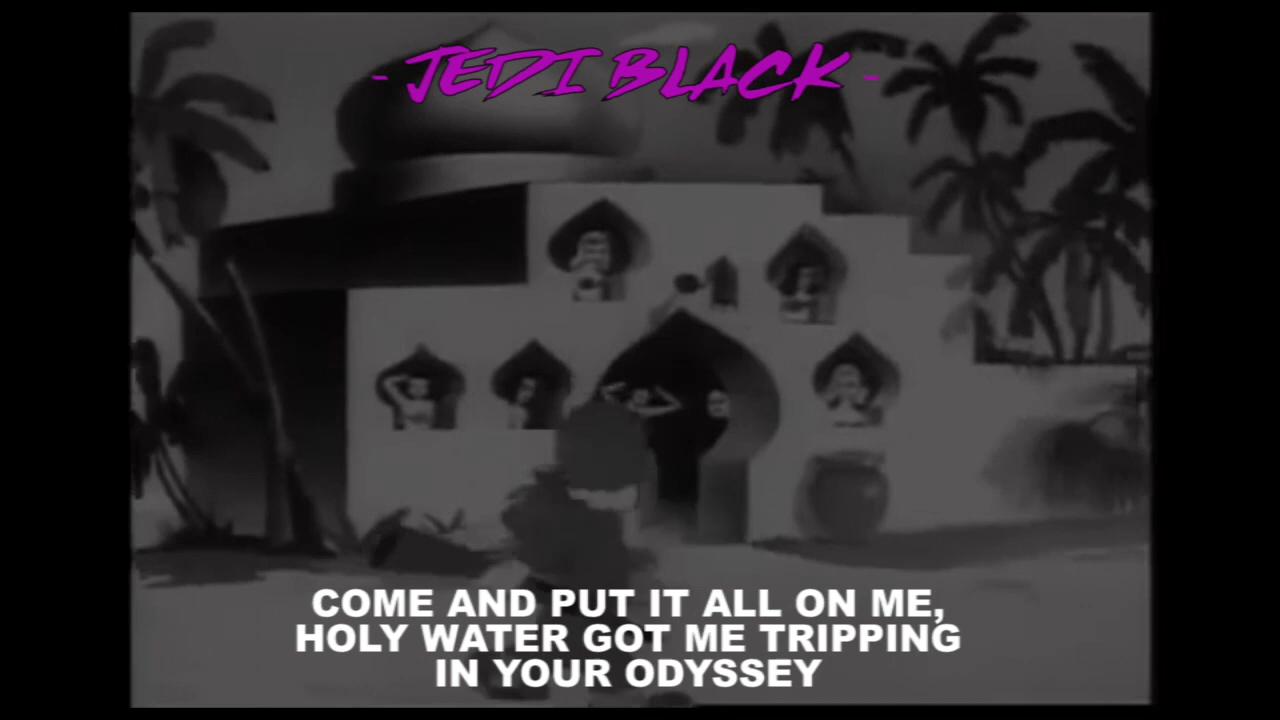 - JEDI BLACK -
COME AND PUT IT ALL ON ME,
HOLY WATER GOT ME TRIPPING
IN YOUR ODYSSEY